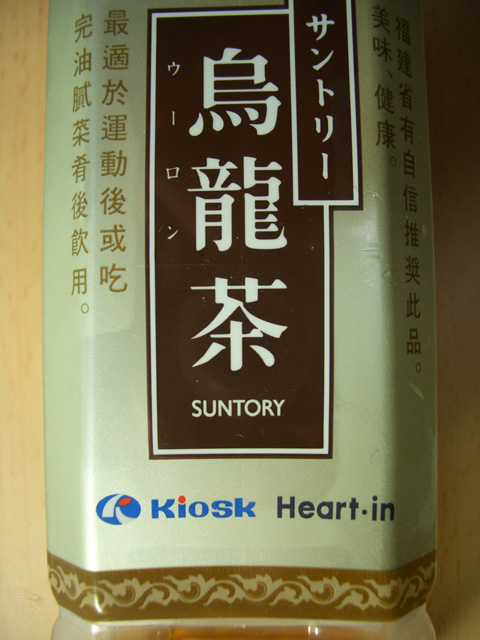 福建省有自信推奨此品。
美味、健康。
サントリー
烏龍茶
ウーロン
SUNTORY
最適於運動後或吃
完油膩菜肴後飲用。
Kiosk Heart·in